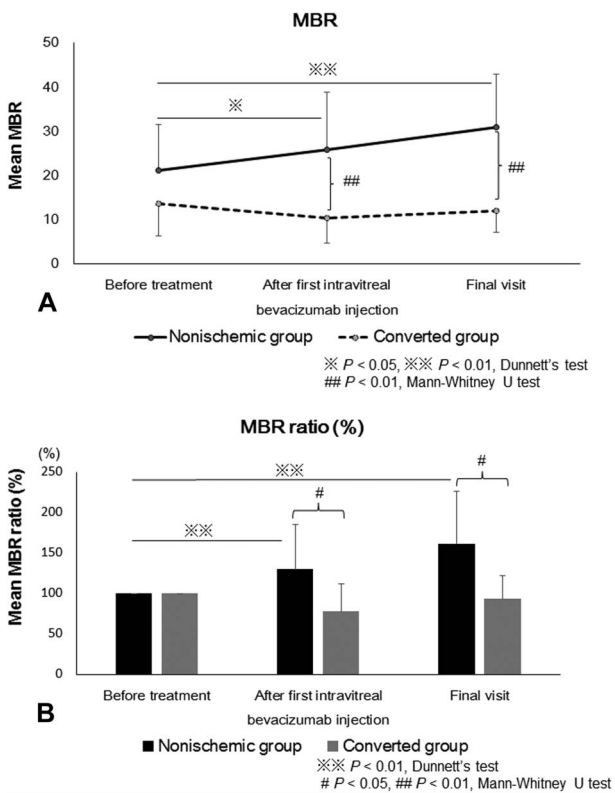 MBR
50
40
30
20
10
0
Mean MBR
※※
※
##
##
Before treatment
After first intravitreal
bevacizumab injection
Final visit
A
Nonischemic group
Converted group
※ P < 0.05, ※※ P < 0.01, Dunnett's test
## P < 0.01, Mann-Whitney U test
MBR ratio (%)
(%)
250
200
150
100
50
0
Mean MBR ratio (%)
※※
※※
#
#
Before treatment
After first intravitreal
bevacizumab injection
Final visit
B
Nonischemic group
Converted group
※※ P < 0.01, Dunnett's test
# P < 0.05, ## P < 0.01, Mann-Whitney U test